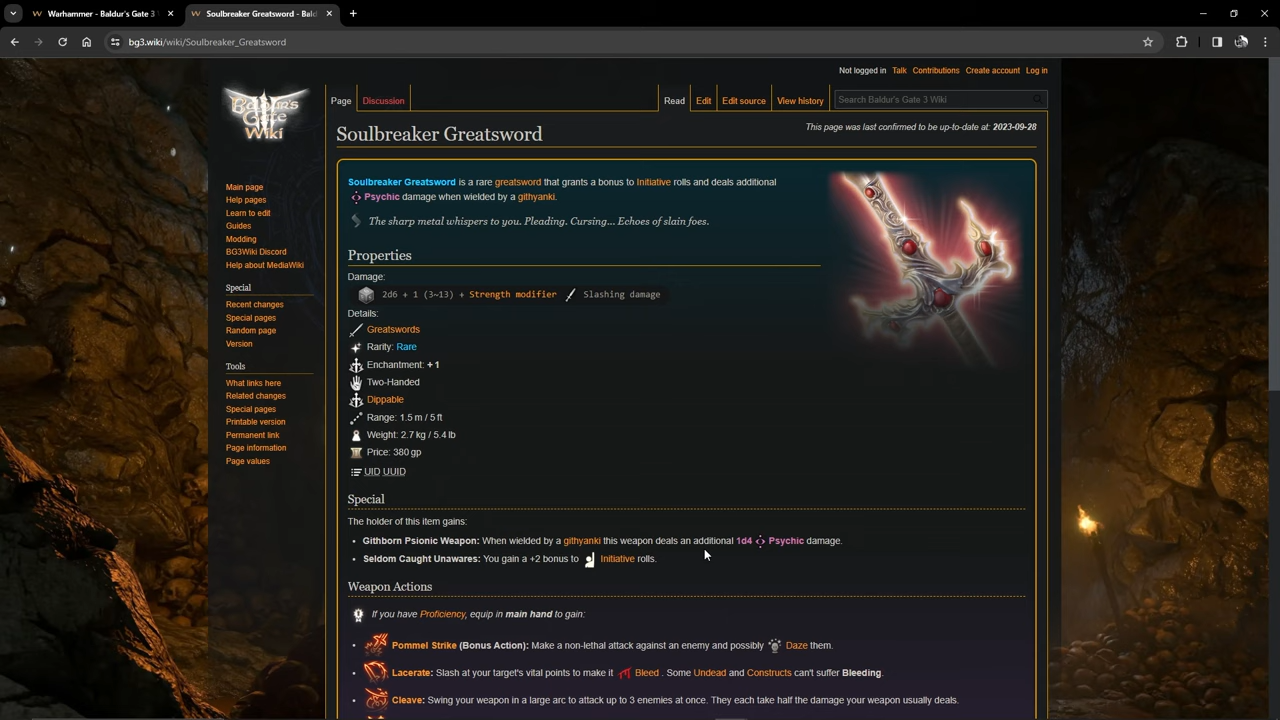 Warhammer - Baldur's Gate 3
Soulbreaker Greatsword - Bald
bg3.wiki/wiki/Soulbreaker_Greatsword
Not logged in Talk Contributions Create account Log in
Baldur's Gate Wiki
Page Discussion Read Edit Edit source View history Search Baldur's Gate 3 Wiki
Soulbreaker Greatsword
This page was last confirmed to be up-to-date at: 2023-09-28
Main page
Help pages
Learn to edit
Guides
Modding
BG3Wiki Discord
Help about MediaWiki
Special
Recent changes
Special pages
Random page
Version
Tools
What links here
Related changes
Special pages
Printable version
Permanent link
Page information
Page values
Soulbreaker Greatsword is a rare greatsword that grants a bonus to Initiative rolls and deals additional
Psychic damage when wielded by a githyanki.
The sharp metal whispers to you. Pleading. Cursing... Echoes of slain foes.
Properties
Damage:
2d6 + 1 (3~13) + Strength modifier Slashing damage
Details:
Greatswords
Rarity: Rare
Enchantment: + 1
Two-Handed
Dippable
Range: 1.5 m / 5 ft
Weight: 2.7 kg / 5.4 lb
Price: 380 gp
UID UUID
Special
The holder of this item gains:
• Githborn Psionic Weapon: When wielded by a githyanki this weapon deals an additional 1d4 Psychic damage.
• Seldom Caught Unawares: You gain a +2 bonus to Initiative rolls.
Weapon Actions
If you have Proficiency, equip in main hand to gain:
• Pommel Strike (Bonus Action): Make a non-lethal attack against an enemy and possibly Daze them.
• Lacerate: Slash at your target's vital points to make it Bleed . Some Undead and Constructs can't suffer Bleeding.
• Cleave: Swing your weapon in a large arc to attack up to 3 enemies at once. They each take half the damage your weapon usually deals.